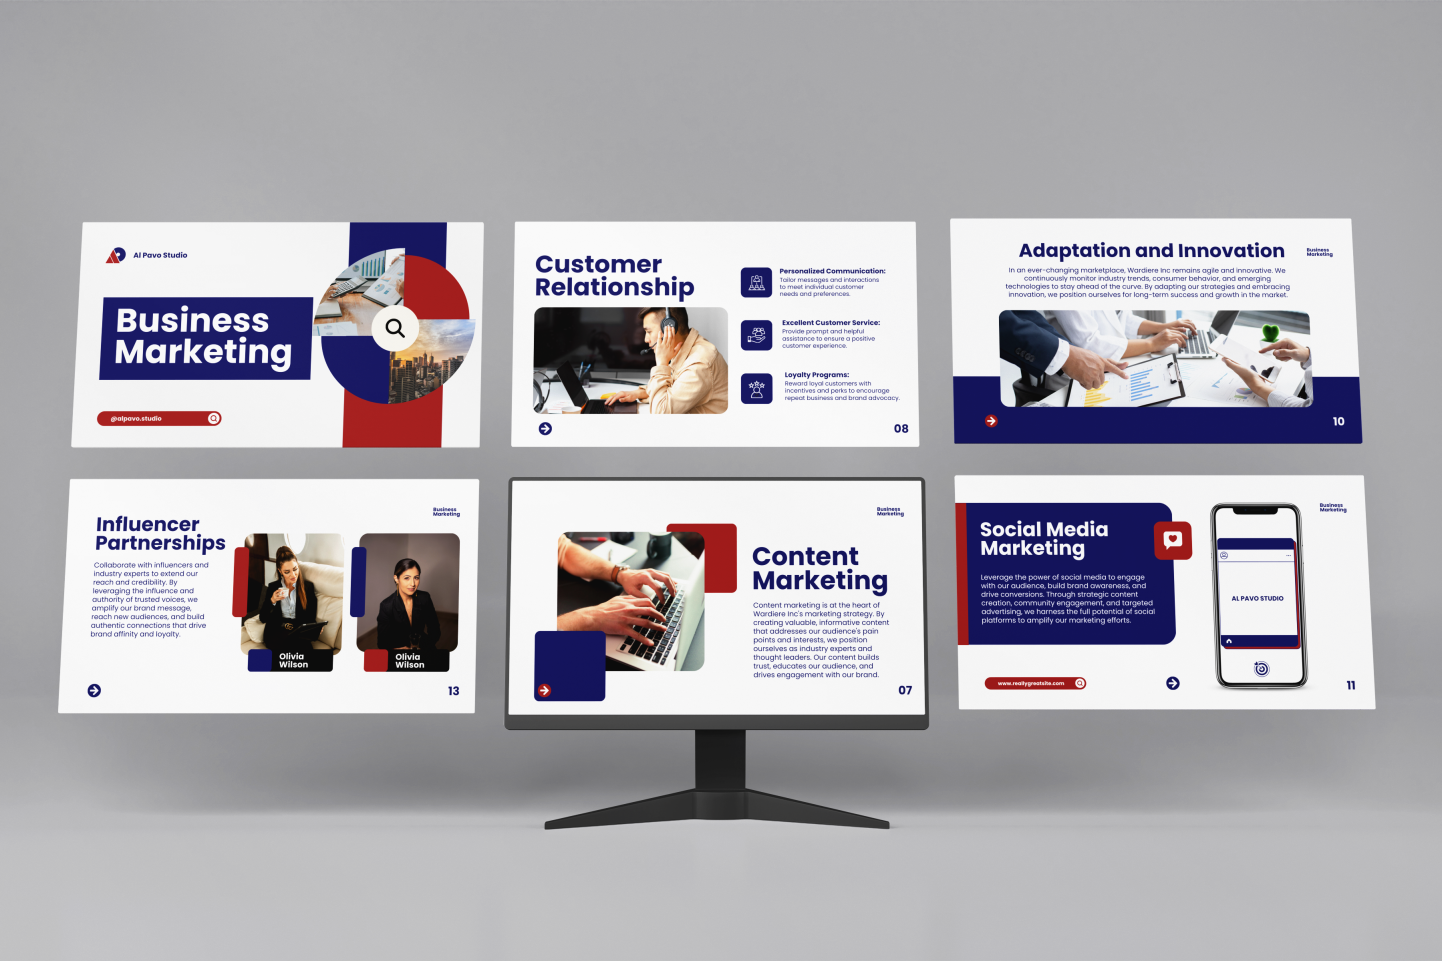 Al Pavo Studio
Business
Marketing
@alpavo.studio
Customer
Relationship
Personalized Communication:
Tailor messages and interactions
to meet individual customer
needs and preferences.
Excellent Customer Service:
Provide prompt and helpful
assistance to ensure a positive
customer experience.
Loyalty Programs:
Reward loyal customers with
incentives and perks to encourage
repeat business and brand advocacy.
08
Adaptation and Innovation
Business
Marketing
In an ever-changing marketplace, Wardiere Inc remains agile and innovative. We
continuously monitor industry trends, consumer behavior, and emerging
technologies to stay ahead of the curve. By adapting our strategies and embracing
innovation, we position ourselves for long-term success and growth in the market.
10
Influencer
Partnerships
Business
Marketing
Collaborate with influencers and
industry experts to extend our
reach and credibility. By
leveraging the influence and
authority of trusted voices, we
amplify our brand message,
reach new audiences, and build
authentic connections that drive
brand affinity and loyalty.
Olivia
Wilson
Olivia
Wilson
13
Business
Marketing
Content
Marketing
Content marketing is at the heart of
Wardiere Inc's marketing strategy. By
creating valuable, informative content
that addresses our audience's pain
points and interests, we position
ourselves as industry experts and
thought leaders. Our content builds
trust, educates our audience, and
drives engagement with our brand.
07
Social Media
Marketing
Business
Marketing
Leverage the power of social media to engage
with our audience, build brand awareness, and
drive conversions. Through strategic content
creation, community engagement, and targeted
advertising, we harness the full potential of social
platforms to amplify our marketing efforts.
AL PAVO STUDIO
www.reallygreatsite.com
11